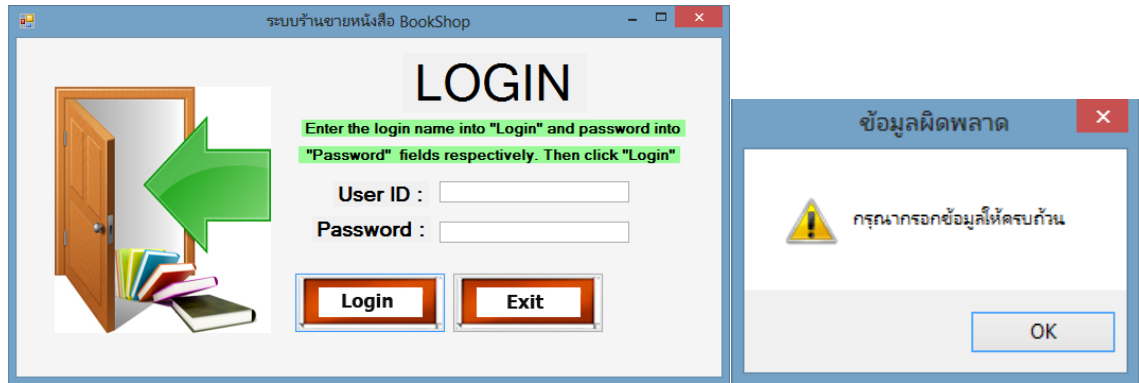 ระบบร้านขายหนังสือ BookShop
LOGIN
Enter the login name into "Login" and password into
"Password" fields respectively. Then click "Login"
User ID :
Password :
Login
Exit
ข้อมูลผิดพลาด
กรุณากรอกข้อมูลให้ครบถ้วน
OK